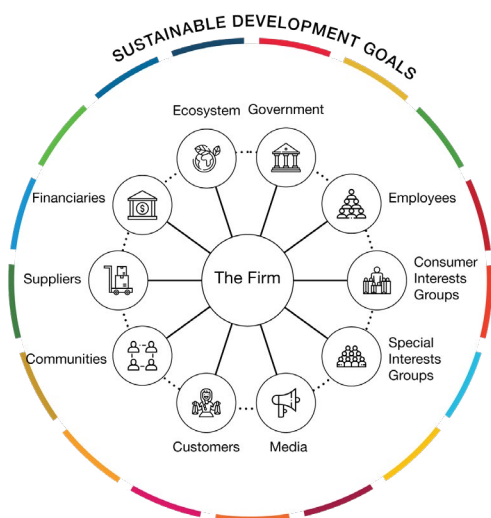 SUSTAINABLE DEVELOPMENT GOALS
Ecosystem
Government
Financiaries
$
Employees
Suppliers
The Firm
Consumer
Interests
Groups
Communities
Special
Interests
Groups
Customers
Media